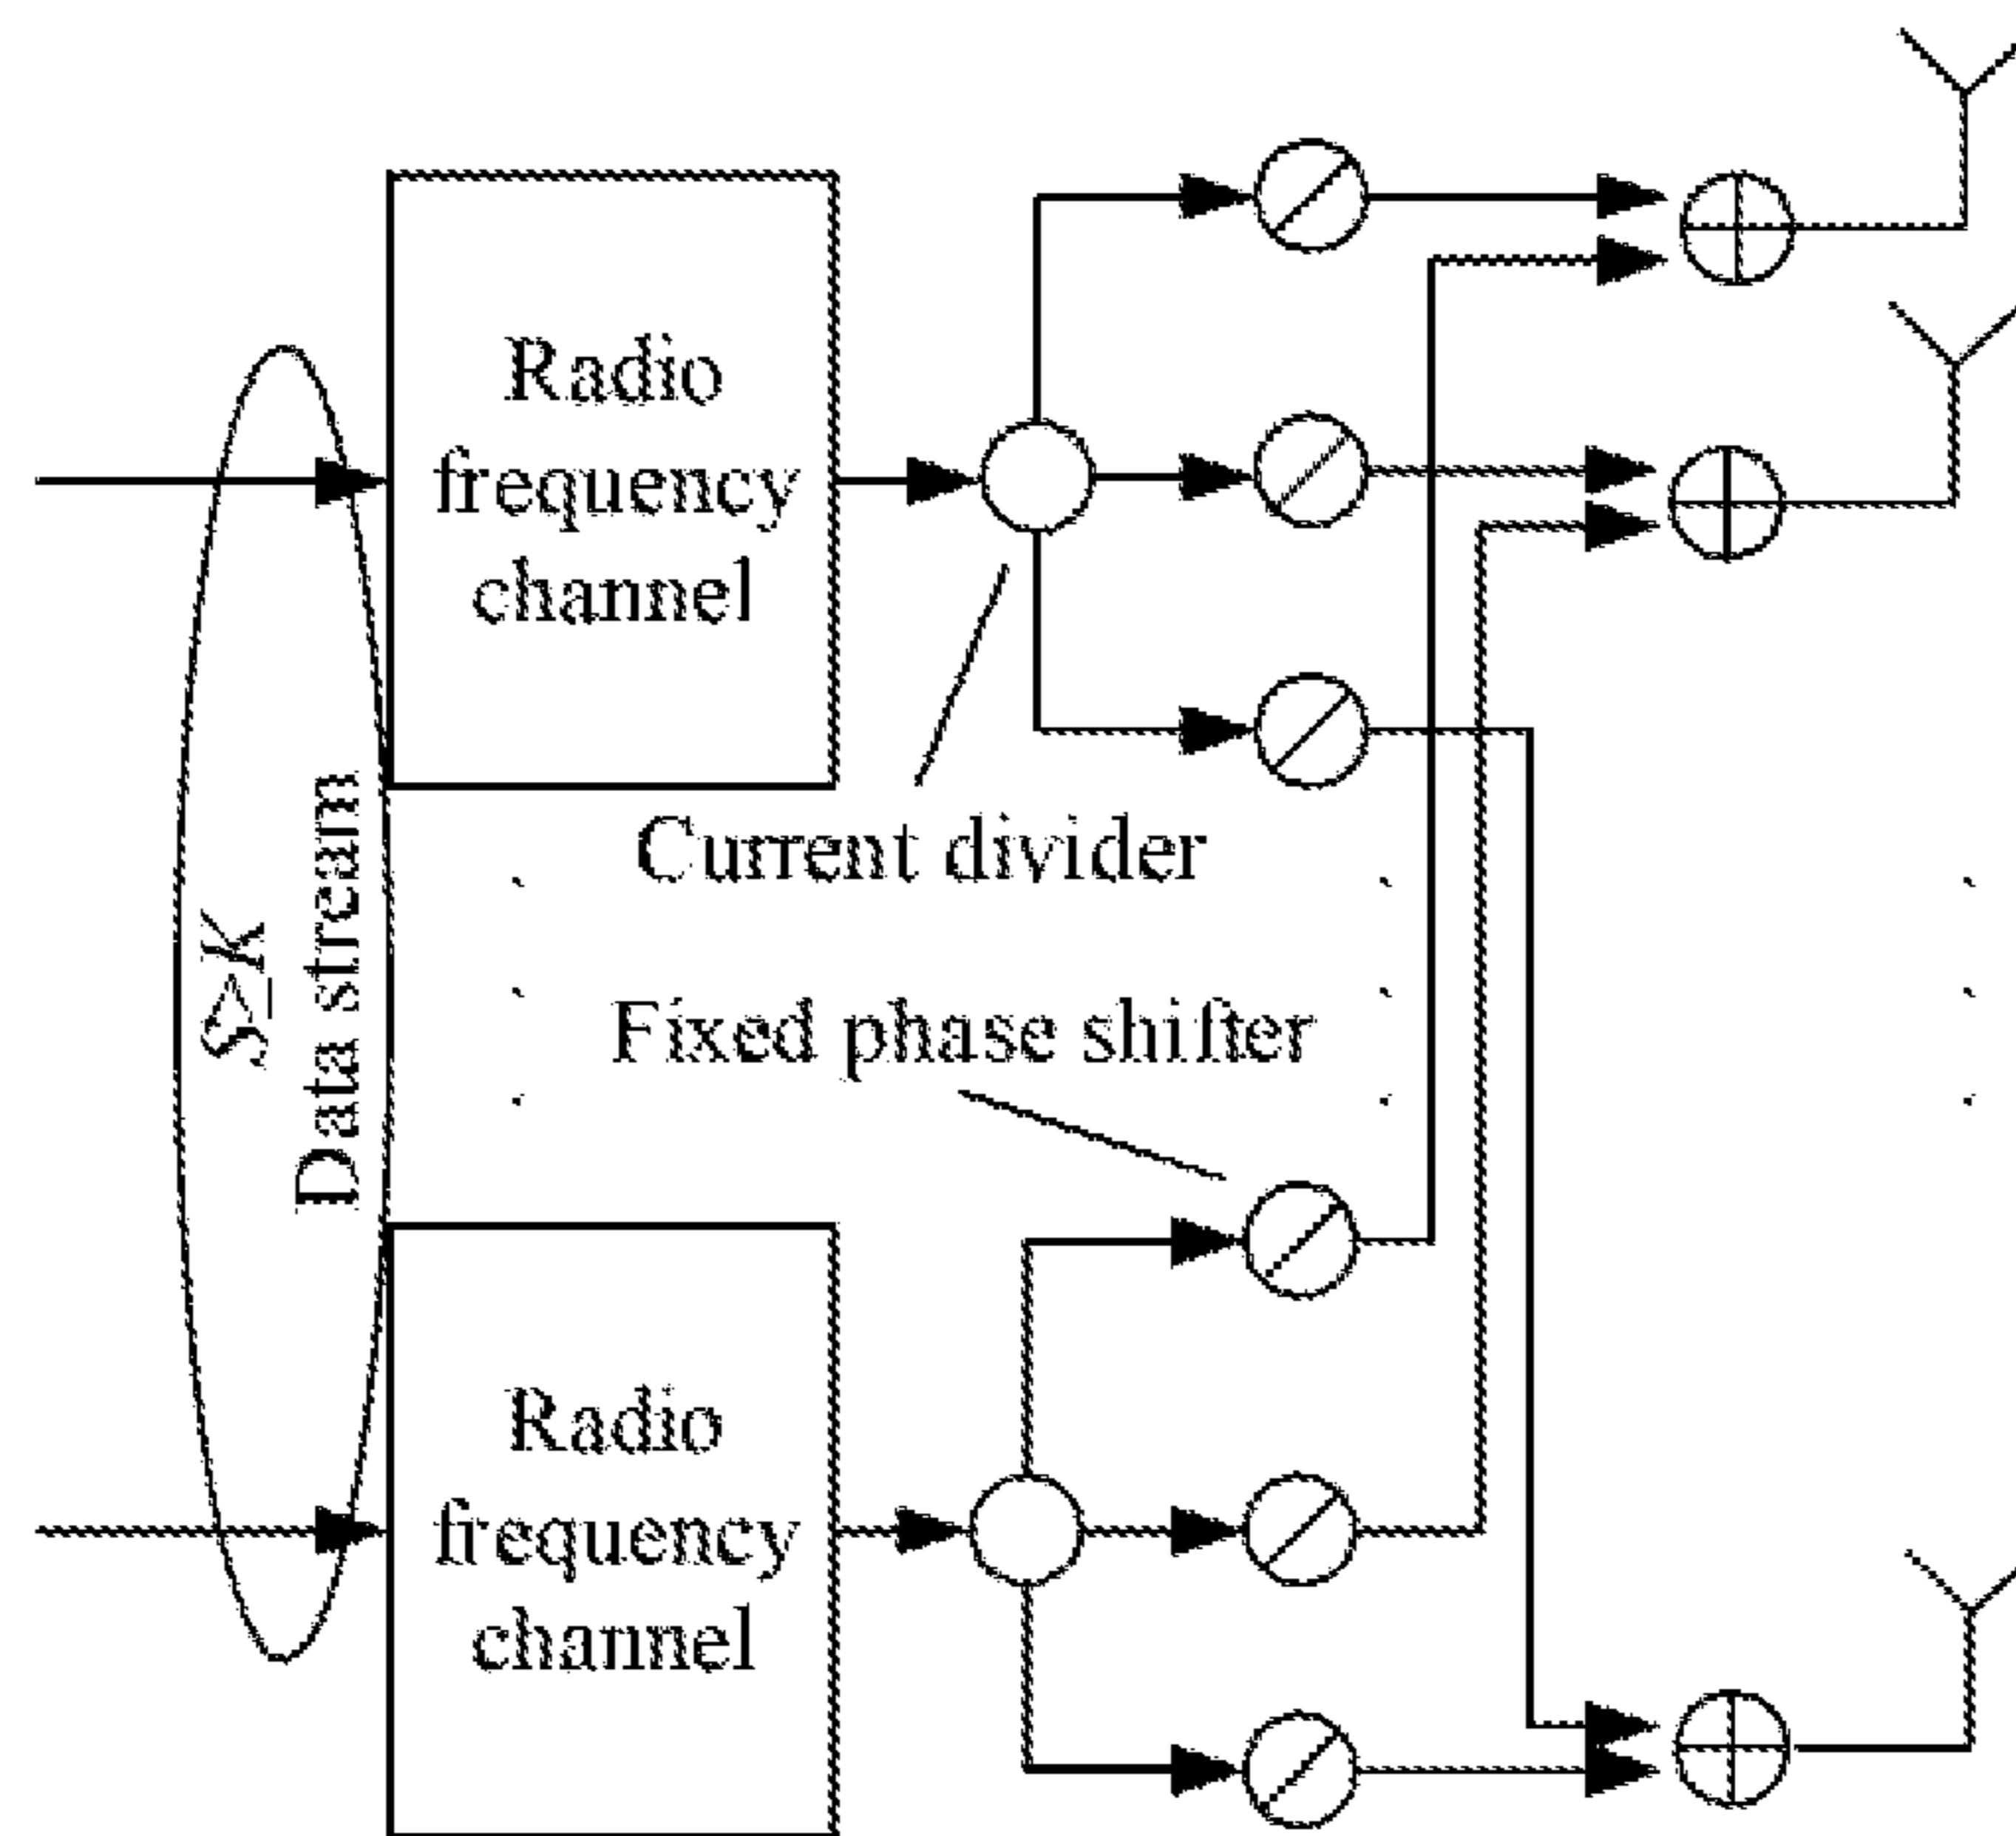 Radio
frequency
channel
Current divider
S≥K
Data stream
Fixed phase shifter
Radio
frequency
channel